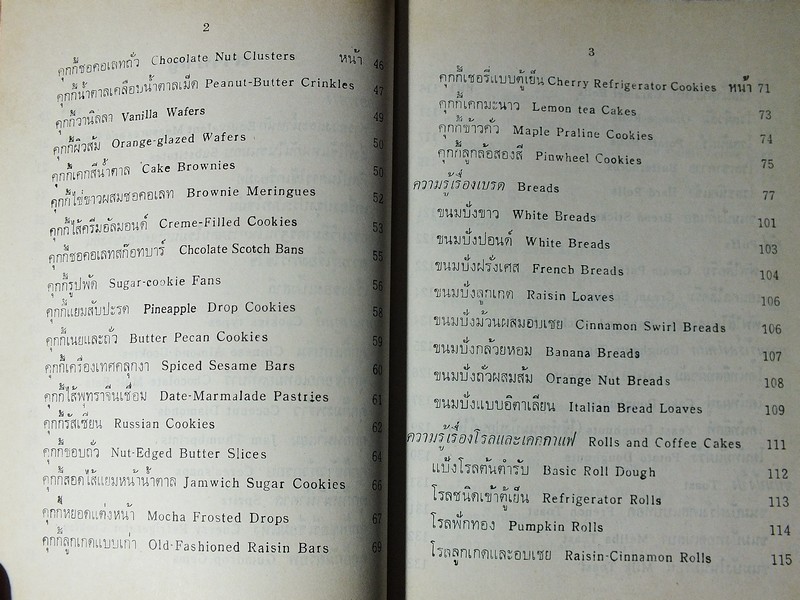 2
คุกกี้ชอคอเลทถั่ว Chocolate Nut Clusters หน้า 46
คุกกี้น้ำตาลเคลือบน้ำตาลเม็ด Peanut-Butter Crinkles 47
คุกกี้วานิลลา Vanilla Wafers 49
คุกกี้ผิวส้ม Orange-glazed Wafers 50
คุกกี้เคกสีน้ำตาล Cake Brownies 50
คุกกี้ไข่ขาวผสมชอคอเลท Brownie Meringues 52
คุกกี้ไส้ครีมอัลมอนด์ Creme-Filled Cookies 53
คุกกี้ชอคอเลทสก๊อทบาร์ Chcolate Scotch Bans 55
คุกกี้รูปพัด Sugar-cookie Fans 56
คุกกี้แยมสับปะรด Pineapple Drop Cookies 58
คุกกี้เนยและถั่ว Butter Pecan Cookies 59
คุกกี้เครื่องเทศคลุกงา Spiced Sesame Bars 60
คุกกี้ไส้พุทราจีนเชื่อม Date-Marmalade Pastries 61
คุกกี้รัสเซียน Russian Cookies 62
คุกกี้ขอบถั่ว Nut-Edged Butter Slices 64
คุกกี้สอดไส้แยมหน้าน้ำตาล Jamwich Sugar Cookies 66
คุกกี้หยอดแต่งหน้า Mocha Frosted Drops 67
คุกกี้ลูกเกดแบบเก่า Old-Fashioned Raisin Bars 69
3
คุกกี้เชอรี่แบบตู้เย็น Cherry Refrigerator Cookies หน้า 71
คุกกี้เคกมะนาว Lemon tea Cakes 73
คุกกี้ข้าวคั่ว Maple Praline Cookies 74
คุกกี้ลูกล้อสองสี Pinwheel Cookies 75
ความรู้เรื่องเบรด Breads 77
ขนมปังขาว White Breads 101
ขนมปังปอนด์ White Breads 103
ขนมปังฝรั่งเศส French Breads 104
ขนมปังลูกเกด Raisin Loaves 106
ขนมปังม้วนผสมอบเชย Cinnamon Swirl Breads 106
ขนมปังกล้วยหอม Banana Breads 107
ขนมปังถั่วผสมส้ม Orange Nut Breads 108
ขนมปังแบบอิตาเลียน Italian Bread Loaves 109
ความรู้เรื่องโรลและเคกกาแฟ Rolls and Coffee Cakes 111
แป้งโรลต้นตำรับ Basic Roll Dough 112
โรลชนิดเข้าตู้เย็น Refrigerator Rolls 113
โรลฟักทอง Pumpkin Rolls 114
โรลลูกเกดและอบเชย Raisin-Cinnamon Rolls 115